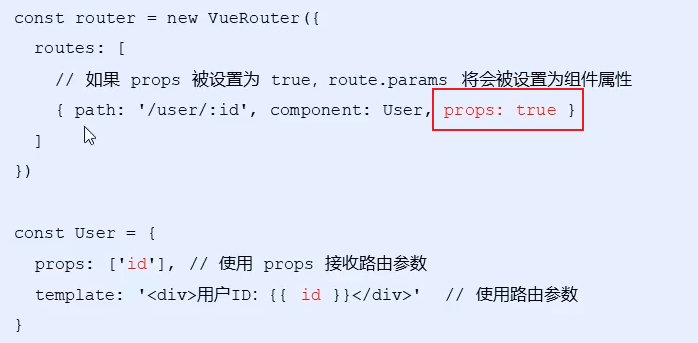 const router = new VueRouter({
routes: [
// 如果 props 被设置为 true，route.params 将会被设置为组件属性
{ path: '/user/:id', component: User, props: true }
]
})
const User = {
props: ['id'], // 使用 props 接收路由参数
template: '<div>用户ID：{{ id }}</div>' // 使用路由参数
}